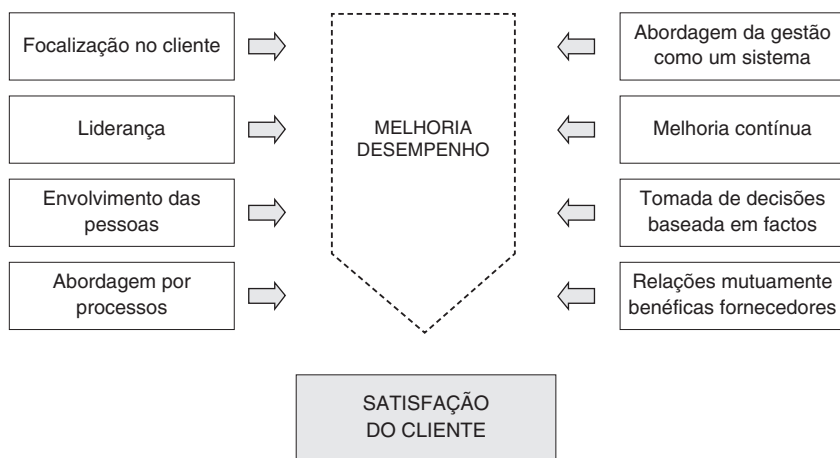 Focalização no cliente
Liderança
Envolvimento das
pessoas
Abordagem por
processos
MELHORIA
DESEMPENHO
Abordagem da gestão
como um sistema
Melhoria contínua
Tomada de decisões
baseada em factos
Relações mutuamente
benéficas fornecedores
SATISFAÇÃO
DO CLIENTE